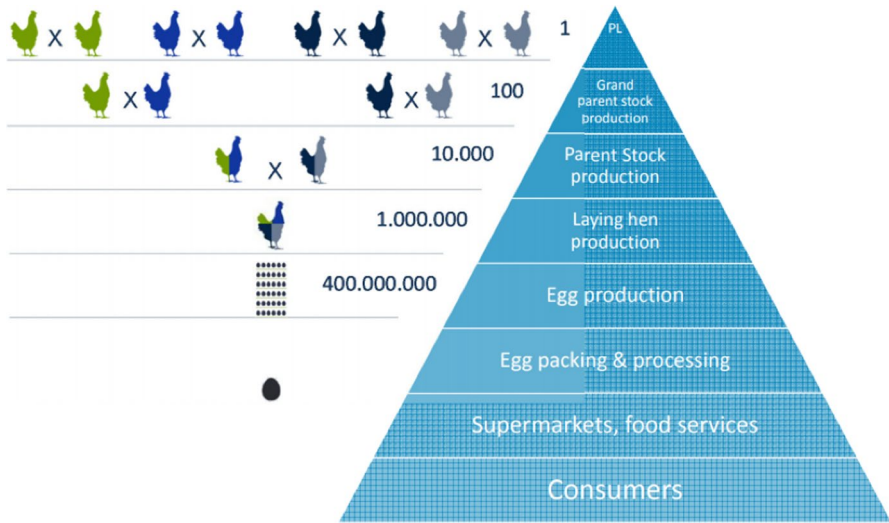 X X X X 1
PL
X X 100
Grand
parent stock
production
X 10.000
Parent Stock
production
1.000.000
Laying hen
production
400.000.000
Egg production
Egg packing & processing
Supermarkets, food services
Consumers